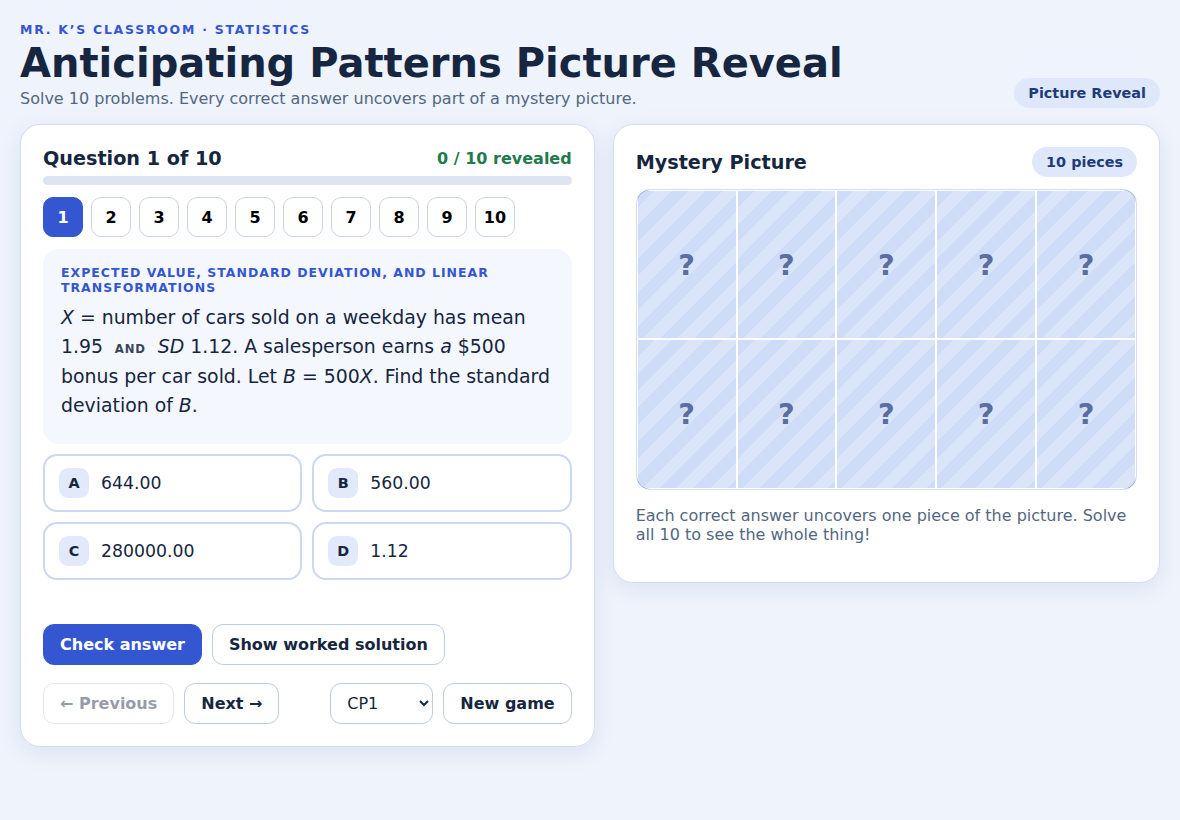 MR. K’S CLASSROOM · STATISTICS
Anticipating Patterns Picture Reveal
Solve 10 problems. Every correct answer uncovers part of a mystery picture.
Picture Reveal
Question 1 of 10
0 / 10 revealed
1 2 3 4 5 6 7 8 9 10
EXPECTED VALUE, STANDARD DEVIATION, AND LINEAR
TRANSFORMATIONS
X = number of cars sold on a weekday has mean
1.95 AND SD 1.12. A salesperson earns a $500
bonus per car sold. Let B = 500X. Find the standard
deviation of B.
A 644.00
B 560.00
C 280000.00
D 1.12
Check answer
Show worked solution
← Previous
Next →
CP1
New game
Mystery Picture
10 pieces
? ? ? ? ?
? ? ? ? ?
Each correct answer uncovers one piece of the picture. Solve
all 10 to see the whole thing!